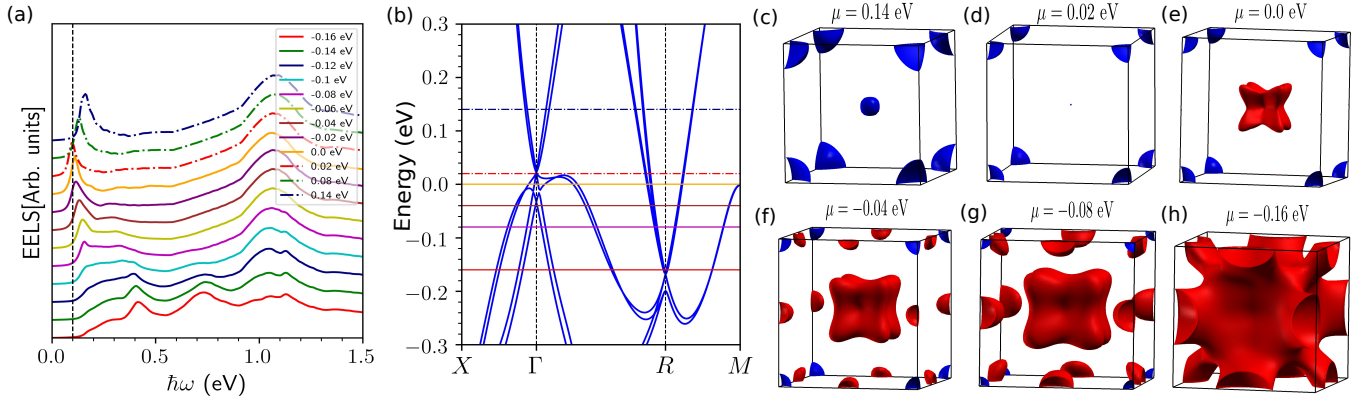 (a)
EELS[Arb. units]
-0.16 eV
-0.14 eV
-0.12 eV
-0.1 eV
-0.08 eV
-0.06 eV
-0.04 eV
-0.02 eV
0.0 eV
0.02 eV
0.08 eV
0.14 eV
0.0 0.5 1.0 1.5
ℏω (eV)
(b)
Energy (eV)
0.3
0.2
0.1
0.0
−0.1
−0.2
−0.3
X Γ R M
(c)
μ = 0.14 eV
(d)
μ = 0.02 eV
(e)
μ = 0.0 eV
(f)
μ = −0.04 eV
(g)
μ = −0.08 eV
(h)
μ = −0.16 eV